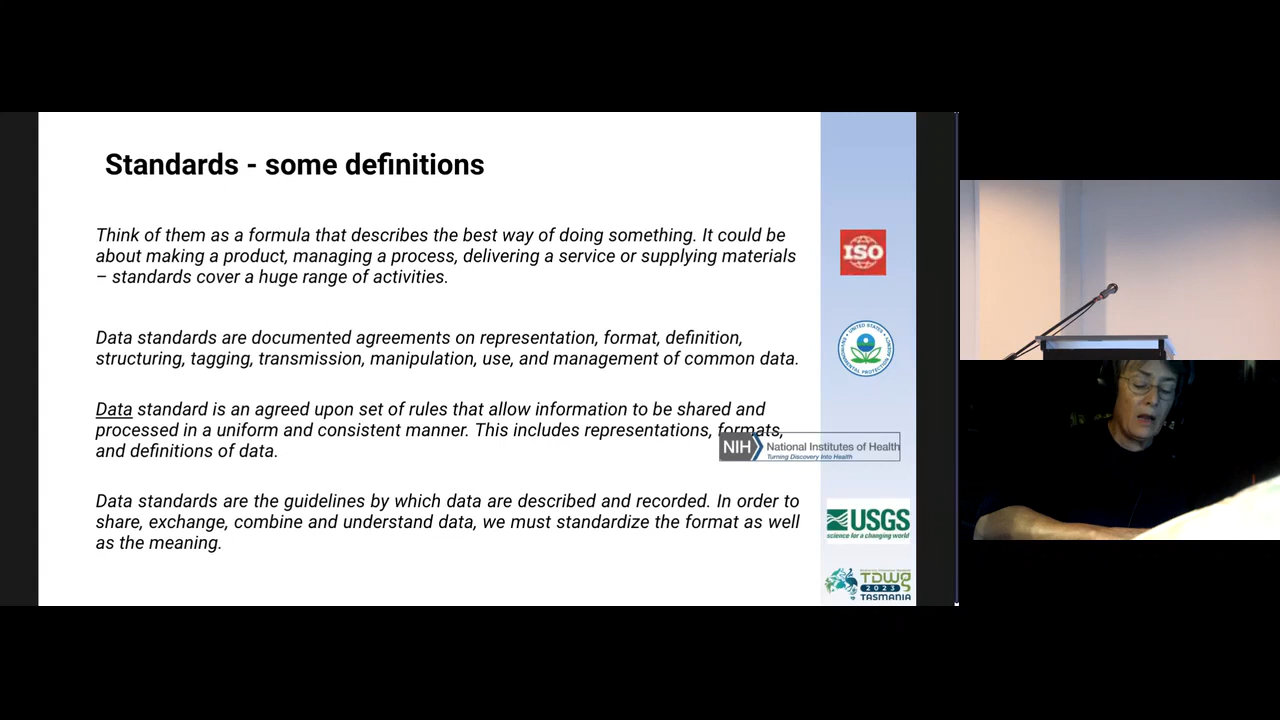 Standards - some definitions
Think of them as a formula that describes the best way of doing something. It could be
about making a product, managing a process, delivering a service or supplying materials
– standards cover a huge range of activities.
ISO
Data standards are documented agreements on representation, format, definition,
structuring, tagging, transmission, manipulation, use, and management of common data.
UNITED STATES
ENVIRONMENTAL PROTECTION AGENCY
Data standard is an agreed upon set of rules that allow information to be shared and
processed in a uniform and consistent manner. This includes representations, formats,
and definitions of data.
NIH National Institutes of Health
Turning Discovery Into Health
Data standards are the guidelines by which data are described and recorded. In order to
share, exchange, combine and understand data, we must standardize the format as well
as the meaning.
USGS
science for a changing world
TDWG
2023
TASMANIA